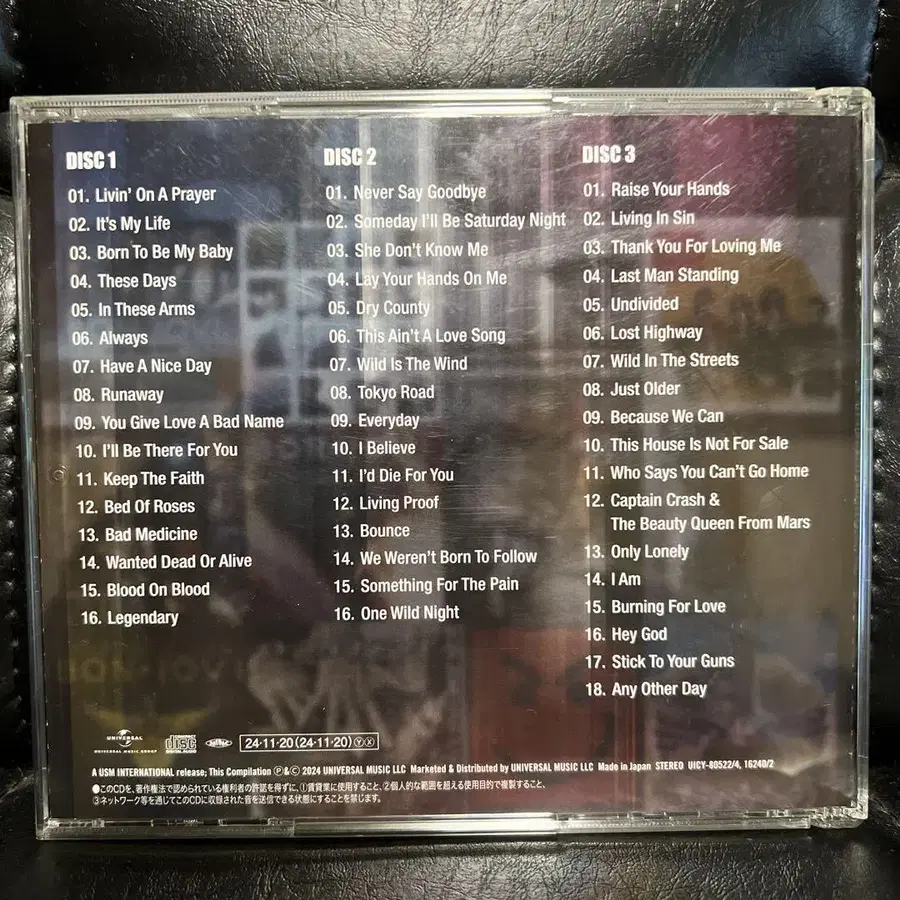 DISC 1
01. Livin' On A Prayer
02. It's My Life
03. Born To Be My Baby
04. These Days
05. In These Arms
06. Always
07. Have A Nice Day
08. Runaway
09. You Give Love A Bad Name
10. I'll Be There For You
11. Keep The Faith
12. Bed Of Roses
13. Bad Medicine
14. Wanted Dead Or Alive
15. Blood On Blood
16. Legendary
DISC 2
01. Never Say Goodbye
02. Someday I'll Be Saturday Night
03. She Don't Know Me
04. Lay Your Hands On Me
05. Dry County
06. This Ain't A Love Song
07. Wild Is The Wind
08. Tokyo Road
09. Everyday
10. I Believe
11. I'd Die For You
12. Living Proof
13. Bounce
14. We Weren't Born To Follow
15. Something For The Pain
16. One Wild Night
DISC 3
01. Raise Your Hands
02. Living In Sin
03. Thank You For Loving Me
04. Last Man Standing
05. Undivided
06. Lost Highway
07. Wild In The Streets
08. Just Older
09. Because We Can
10. This House Is Not For Sale
11. Who Says You Can't Go Home
12. Captain Crash &
The Beauty Queen From Mars
13. Only Lonely
14. I Am
15. Burning For Love
16. Hey God
17. Stick To Your Guns
18. Any Other Day
BON JOVI
UNIVERSAL
UNIVERSAL MUSIC GROUP
COMPACT
disc
DIGITAL AUDIO
24·11·20(24·11·20)ⓎⓍ
A USM INTERNATIONAL release; This Compilation Ⓟ&© 2024 UNIVERSAL MUSIC LLC Marketed & Distributed by UNIVERSAL MUSIC LLC Made in Japan STEREO UICY-80522/4, 16240/2
●このCDを、著作権法で認められている権利者の許諾を得ずに、①賃貸業に使用すること、②個人的な範囲を超える使用目的で複製すること、
③ネットワーク等を通じてこのCDに収録された音を送信できる状態にすることを禁じます。